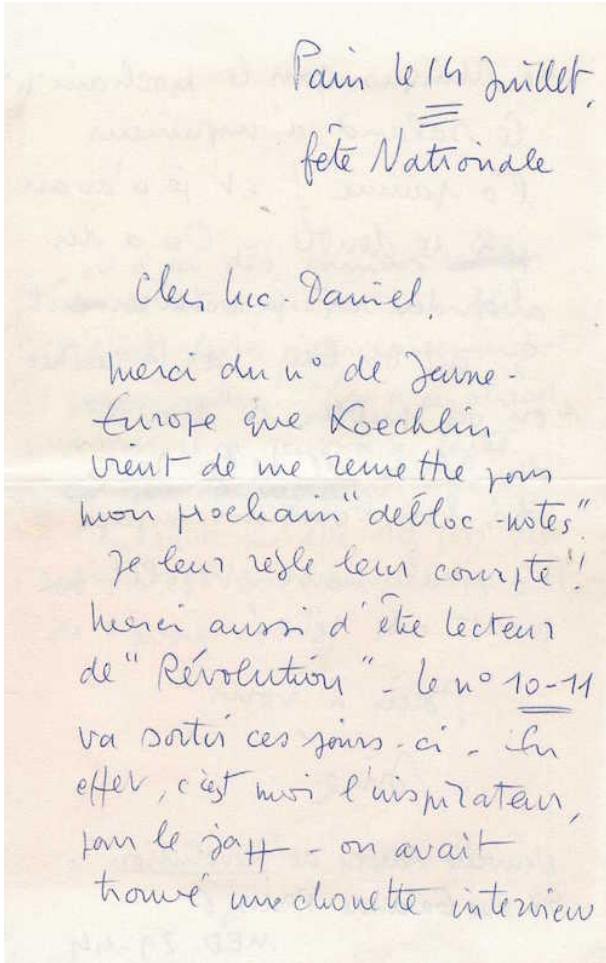 Paris le 14 Juillet.
fête Nationale
Cher Luc-Daniel,
merci du n° de Jeune-
Europe que Koechlin
vient de me remettre pour
mon prochain "débloc-notes".
Je leur règle leur compte !
Merci aussi d'être lecteur
de "Révolution" - le n° 10-11
va sortir ces jours-ci - En
effet, c'est moi l'inspirateur,
pour le jazz - on avait
trouvé une chouette interview